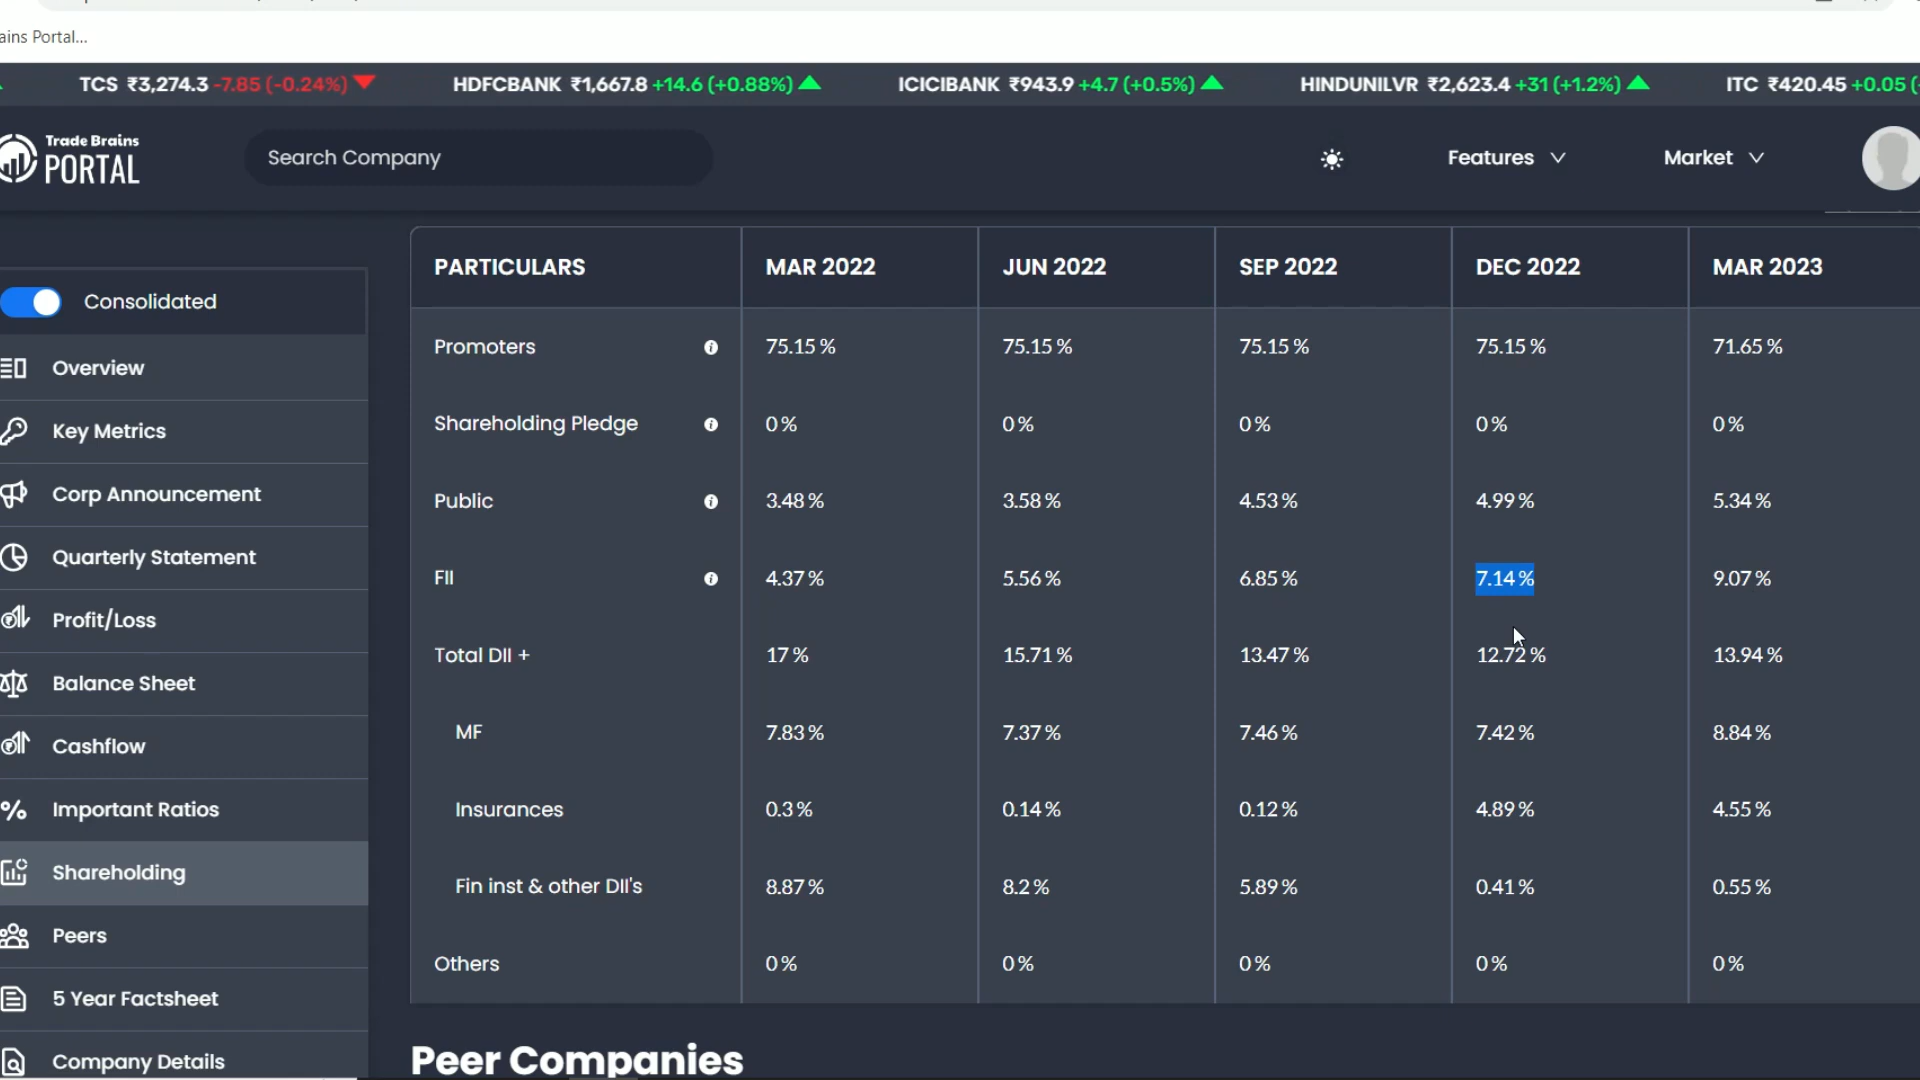 ains Portal...
TCS ₹3,274.3 -7.85 (-0.24%) HDFCBANK ₹1,667.8 +14.6 (+0.88%) ICICIBANK ₹943.9 +4.7 (+0.5%) HINDUNILVR ₹2,623.4 +31 (+1.2%) ITC ₹420.45 +0.05 (
Trade Brains
PORTAL
Search Company
Features
Market
Consolidated
Overview
Key Metrics
Corp Announcement
Quarterly Statement
Profit/Loss
Balance Sheet
Cashflow
Important Ratios
Shareholding
Peers
5 Year Factsheet
Company Details
PARTICULARS MAR 2022 JUN 2022 SEP 2022 DEC 2022 MAR 2023
Promoters 75.15 % 75.15 % 75.15 % 75.15 % 71.65 %
Shareholding Pledge 0 % 0 % 0 % 0 % 0 %
Public 3.48 % 3.58 % 4.53 % 4.99 % 5.34 %
FII 4.37 % 5.56 % 6.85 % 7.14 % 9.07 %
Total DII + 17 % 15.71 % 13.47 % 12.72 % 13.94 %
MF 7.83 % 7.37 % 7.46 % 7.42 % 8.84 %
Insurances 0.3 % 0.14 % 0.12 % 4.89 % 4.55 %
Fin inst & other DII's 8.87 % 8.2 % 5.89 % 0.41 % 0.55 %
Others 0 % 0 % 0 % 0 % 0 %
Peer Companies